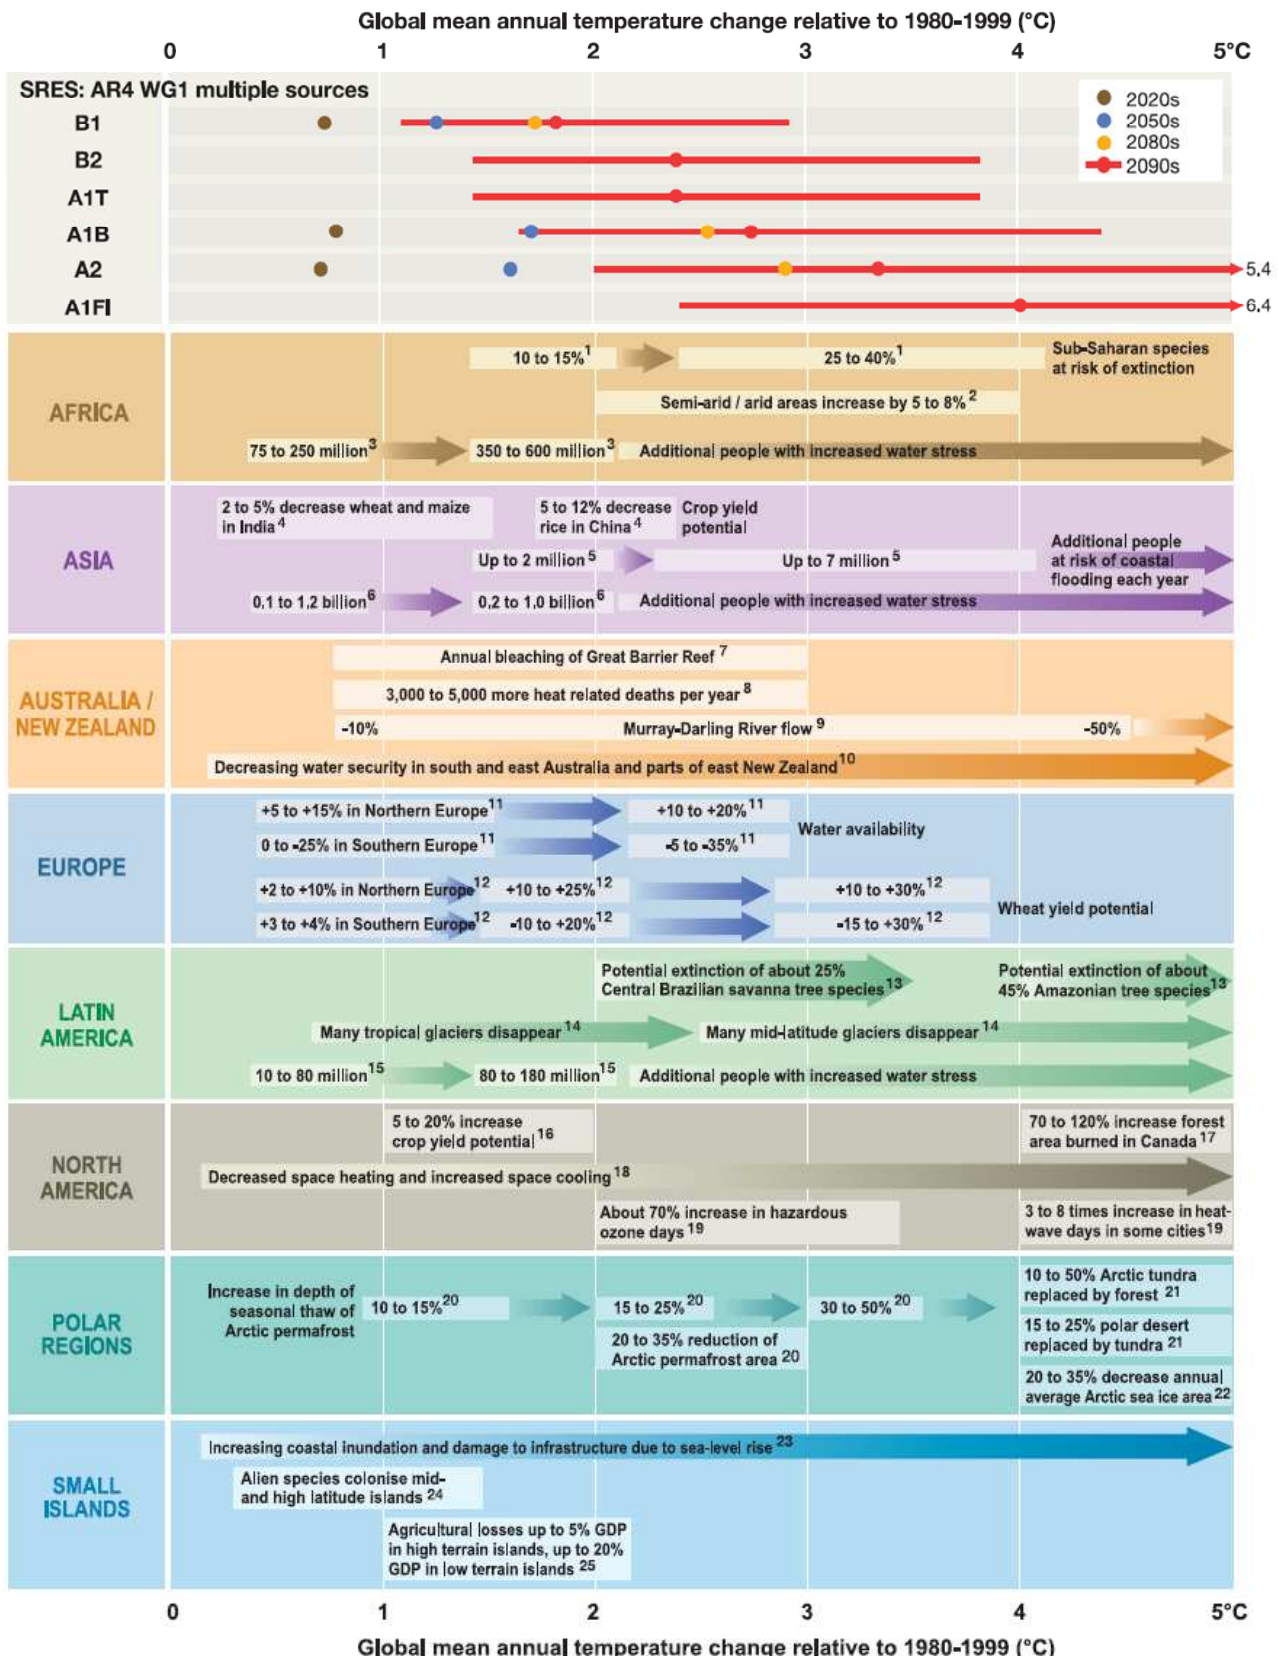 Global mean annual temperature change relative to 1980-1999 (°C)
0 1 2 3 4 5°C
SRES: AR4 WG1 multiple sources
2020s
2050s
2080s
2090s
B1
B2
A1T
A1B
A2
5.4
A1FI
6.4
AFRICA
10 to 15%1
25 to 40%1
Sub-Saharan species
at risk of extinction
Semi-arid / arid areas increase by 5 to 8%2
75 to 250 million3
350 to 600 million3
Additional people with increased water stress
ASIA
2 to 5% decrease wheat and maize
in India4
5 to 12% decrease
rice in China4
Crop yield
potential
Up to 2 million5
Up to 7 million5
Additional people
at risk of coastal
flooding each year
0.1 to 1.2 billion6
0.2 to 1.0 billion6
Additional people with increased water stress
AUSTRALIA /
NEW ZEALAND
Annual bleaching of Great Barrier Reef7
3,000 to 5,000 more heat related deaths per year8
-10%
Murray-Darling River flow9
-50%
Decreasing water security in south and east Australia and parts of east New Zealand10
EUROPE
+5 to +15% in Northern Europe11
+10 to +20%11
Water availability
0 to -25% in Southern Europe11
-5 to -35%11
+2 to +10% in Northern Europe12
+10 to +25%12
+10 to +30%12
Wheat yield potential
+3 to +4% in Southern Europe12
-10 to +20%12
-15 to +30%12
LATIN
AMERICA
Potential extinction of about 25%
Central Brazilian savanna tree species13
Potential extinction of about
45% Amazonian tree species13
Many tropical glaciers disappear14
Many mid-latitude glaciers disappear14
10 to 80 million15
80 to 180 million15
Additional people with increased water stress
NORTH
AMERICA
5 to 20% increase
crop yield potential16
70 to 120% increase forest
area burned in Canada17
Decreased space heating and increased space cooling18
About 70% increase in hazardous
ozone days19
3 to 8 times increase in heat-
wave days in some cities19
POLAR
REGIONS
Increase in depth of
seasonal thaw of
Arctic permafrost
10 to 15%20
15 to 25%20
30 to 50%20
20 to 35% reduction of
Arctic permafrost area20
10 to 50% Arctic tundra
replaced by forest21
15 to 25% polar desert
replaced by tundra21
20 to 35% decrease annual
average Arctic sea ice area22
SMALL
ISLANDS
Increasing coastal inundation and damage to infrastructure due to sea-level rise23
Alien species colonise mid-
and high latitude islands24
Agricultural losses up to 5% GDP
in high terrain islands, up to 20%
GDP in low terrain islands25
0 1 2 3 4 5°C
Global mean annual temperature change relative to 1980-1999 (°C)